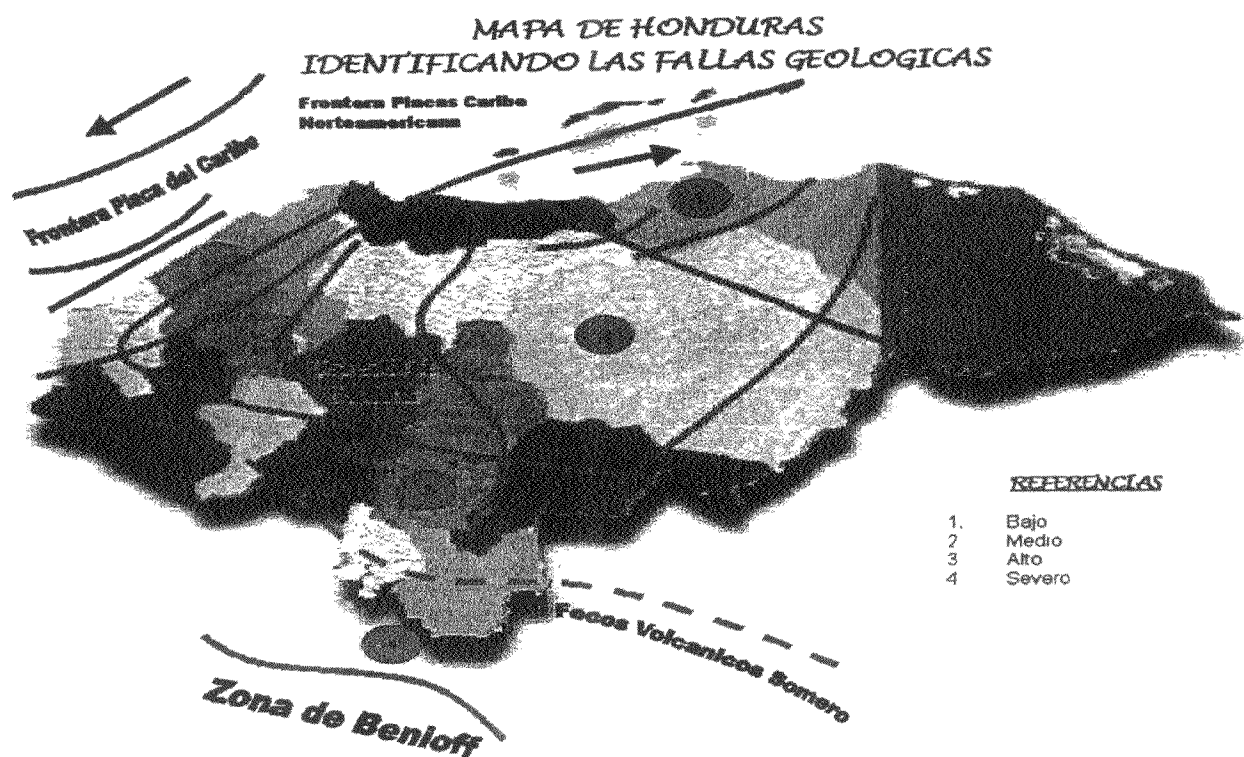 MAPA DE HONDURAS
IDENTIFICANDO LAS FALLAS GEOLOGICAS
Frontera Placas Caribe
Norteamericana
Frontera Placa del Caribe
REFERENCIAS
1. Bajo
2 Medio
3 Alto
4 Severo
Focos Volcanicos Somero
Zona de Benioff